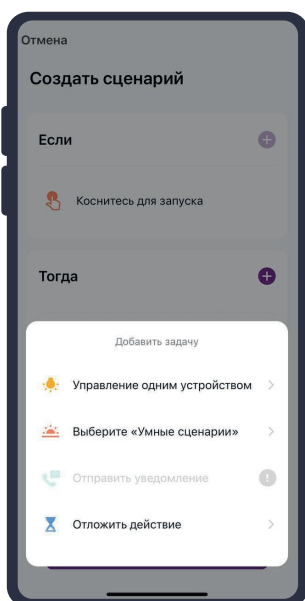 Отмена
Создать сценарий
Если
Коснитесь для запуска
Тогда
Добавить задачу
Управление одним устройством
Выберите «Умные сценарии»
Отправить уведомление
Отложить действие